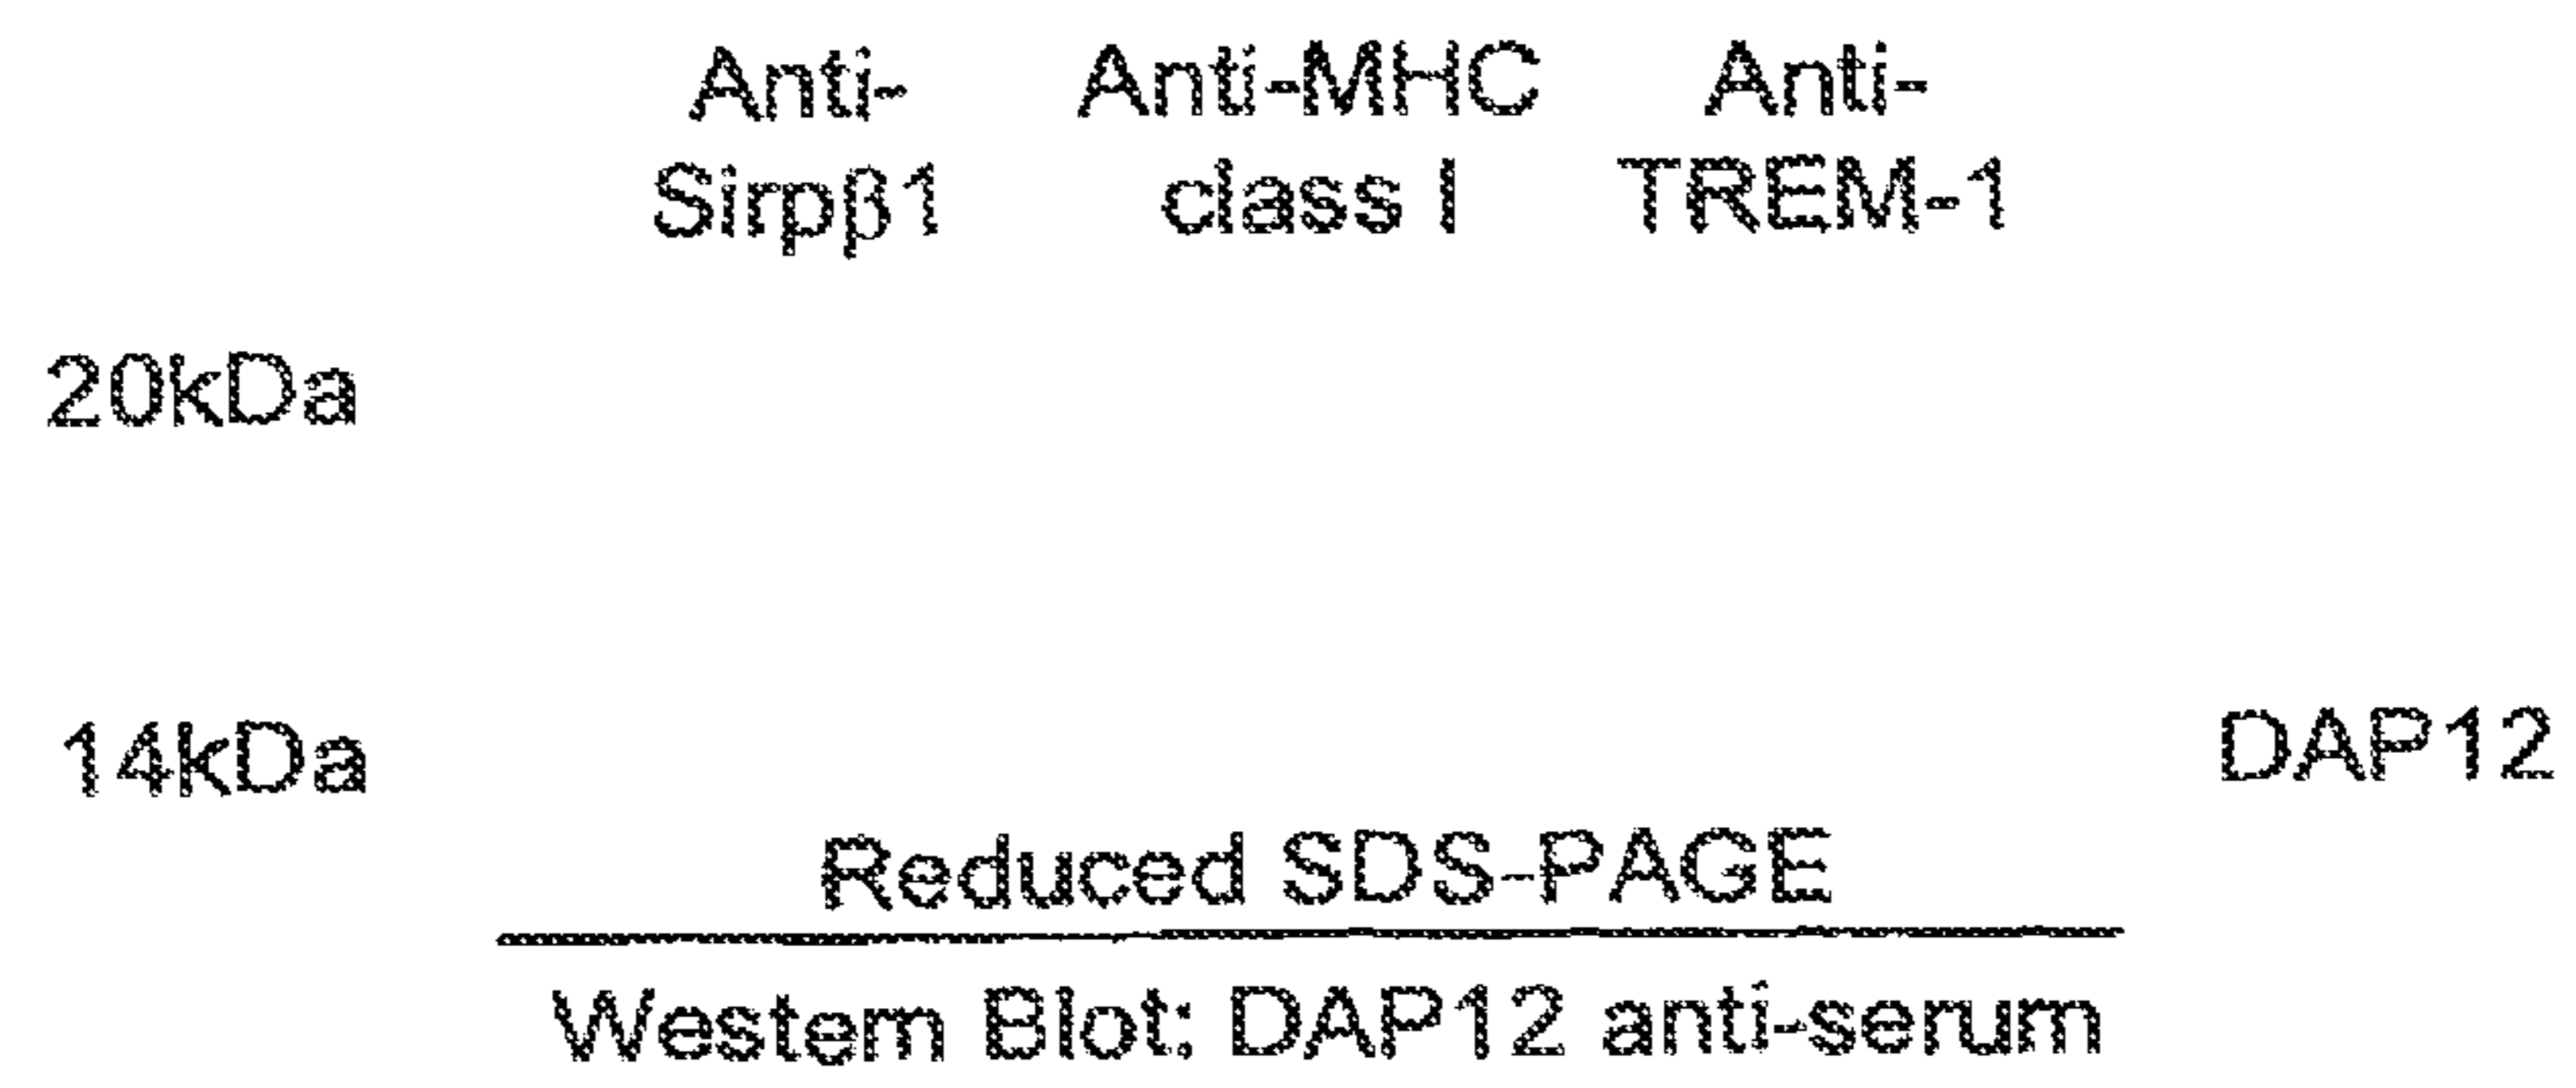 Anti- Anti-MHC Anti-
Sirpβ1 class I TREM-1
20kDa
14kDa DAP12
Reduced SDS-PAGE
Western Blot: DAP12 anti-serum